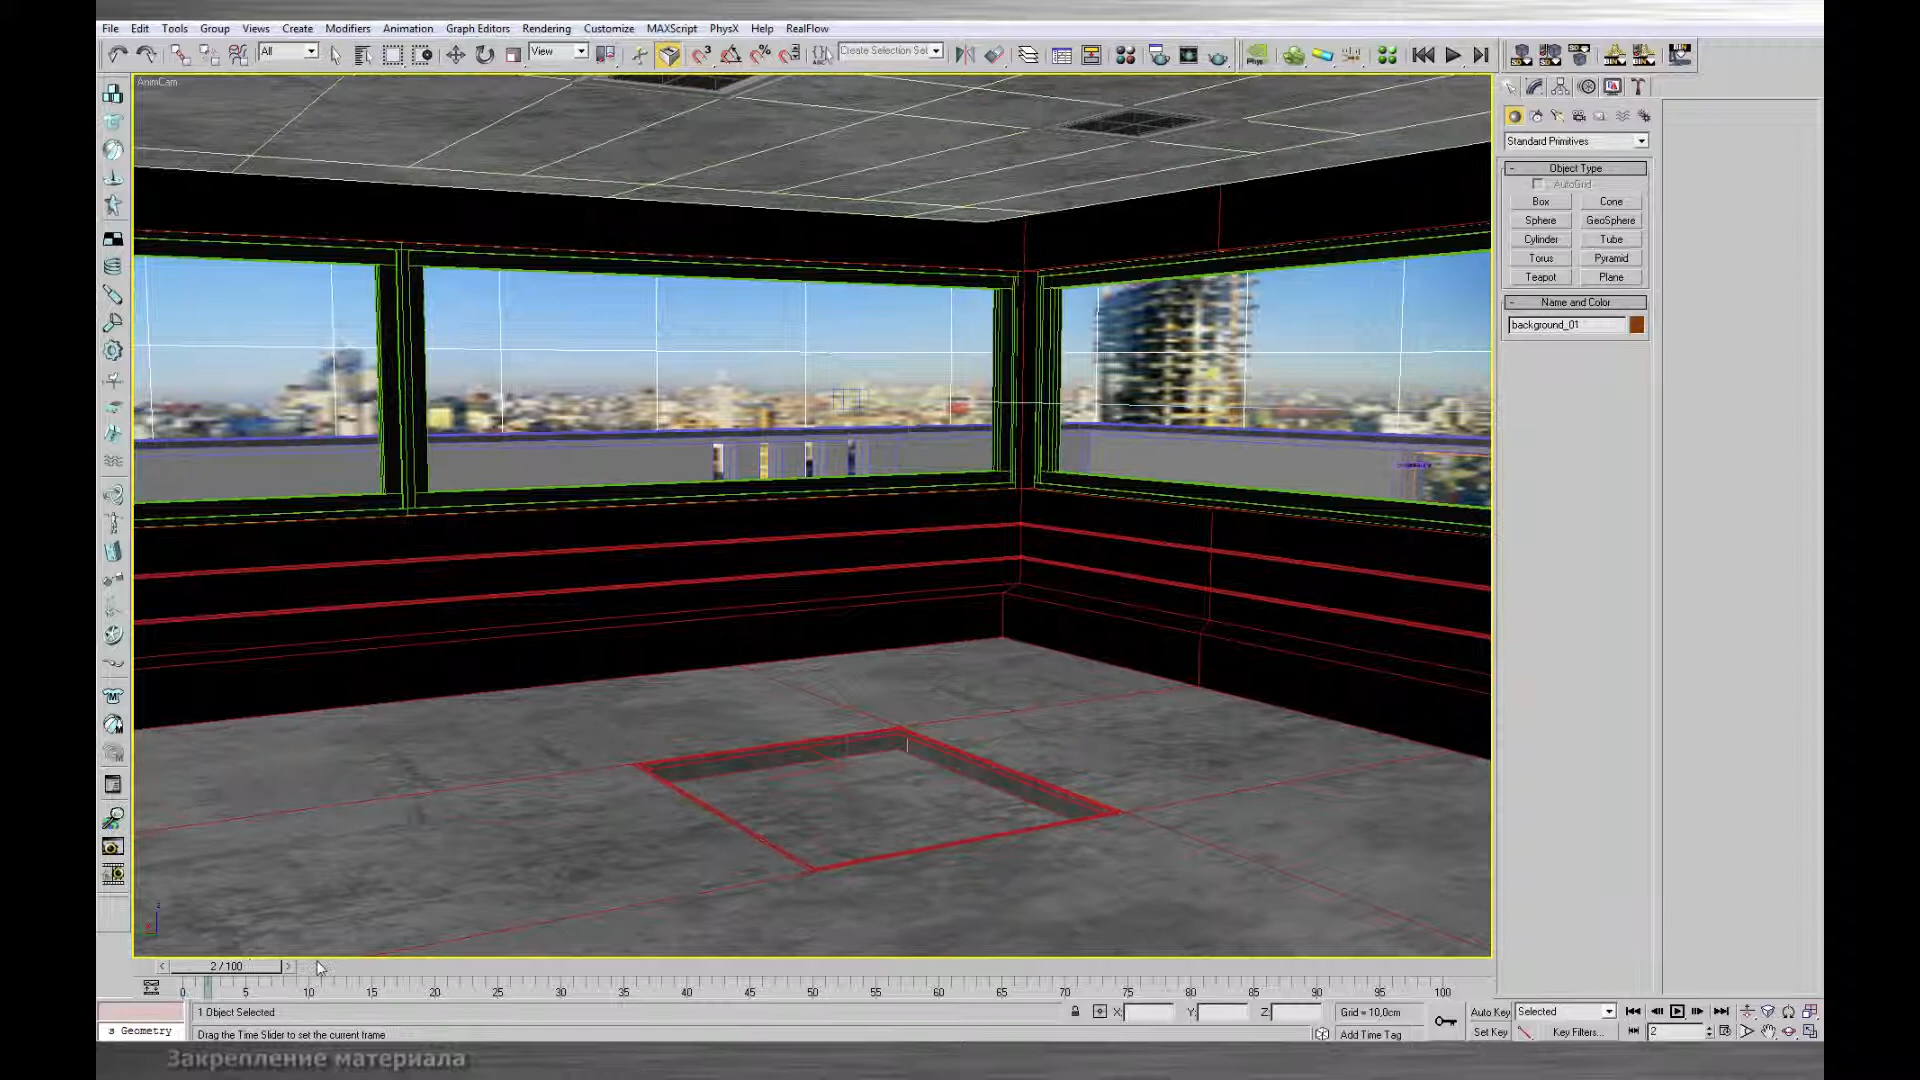 File Edit Tools Group Views Create Modifiers Animation Graph Editors Rendering Customize MAXScript PhysX Help RealFlow
All View Create Selection Set
AnimCam
Standard Primitives
- Object Type
AutoGrid
Box Cone
Sphere GeoSphere
Cylinder Tube
Torus Pyramid
Teapot Plane
- Name and Color
background_01
< 2 / 100 >
0 5 10 15 20 25 30 35 40 45 50 55 60 65 70 75 80 85 90 95 100
1 Object Selected X: Y: Z: Grid = 10,0cm Auto Key Selected
s Geometry Drag the Time Slider to set the current frame Add Time Tag Set Key Key Filters... 2
Закрепление материала